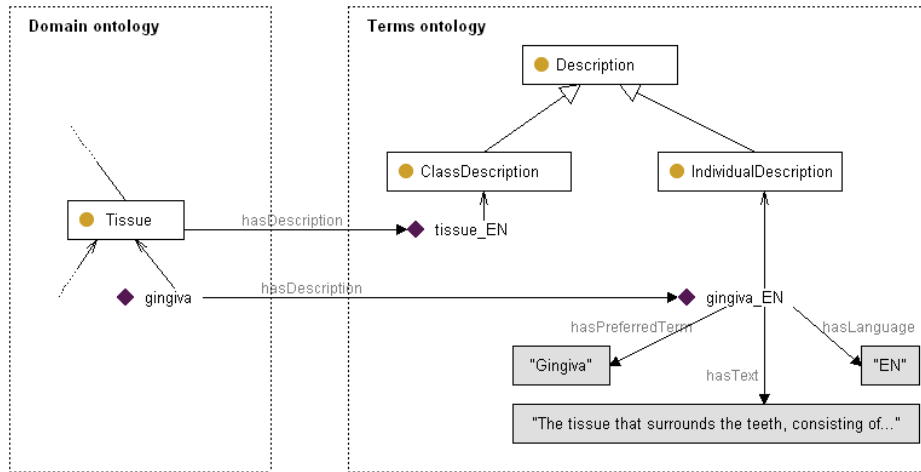 Domain ontology
Terms ontology
Description
ClassDescription
IndividualDescription
Tissue
hasDescription
tissue_EN
gingiva
hasDescription
gingiva_EN
hasPreferredTerm
hasLanguage
"Gingiva"
hasText
"EN"
"The tissue that surrounds the teeth, consisting of..."